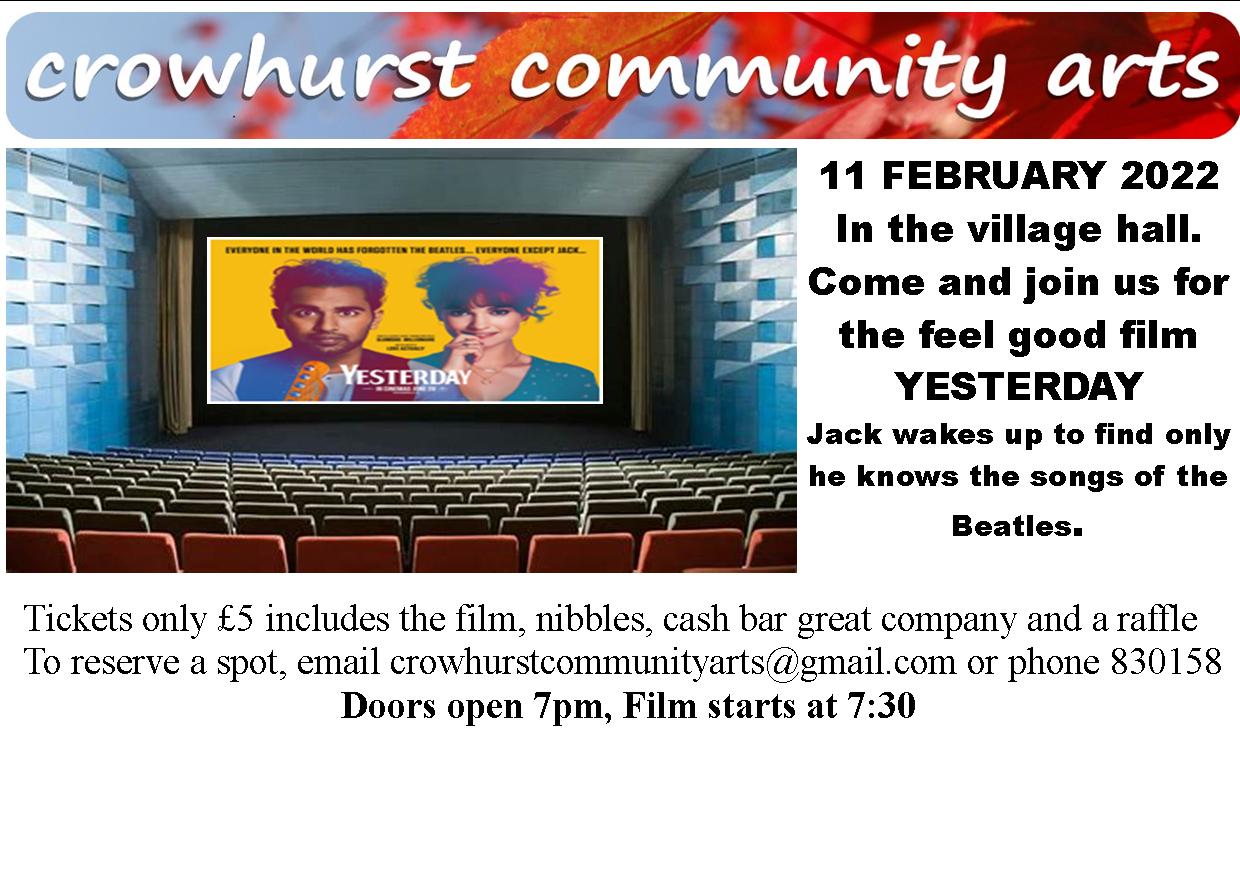 crowhurst community arts
11 FEBRUARY 2022
In the village hall.
Come and join us for
the feel good film
YESTERDAY
Jack wakes up to find only
he knows the songs of the
Beatles.
EVERYONE IN THE WORLD HAS FORGOTTEN THE BEATLES... EVERYONE EXCEPT JACK...
YESTERDAY
Tickets only £5 includes the film, nibbles, cash bar great company and a raffle
To reserve a spot, email crowhurstcommunityarts@gmail.com or phone 830158
Doors open 7pm, Film starts at 7:30